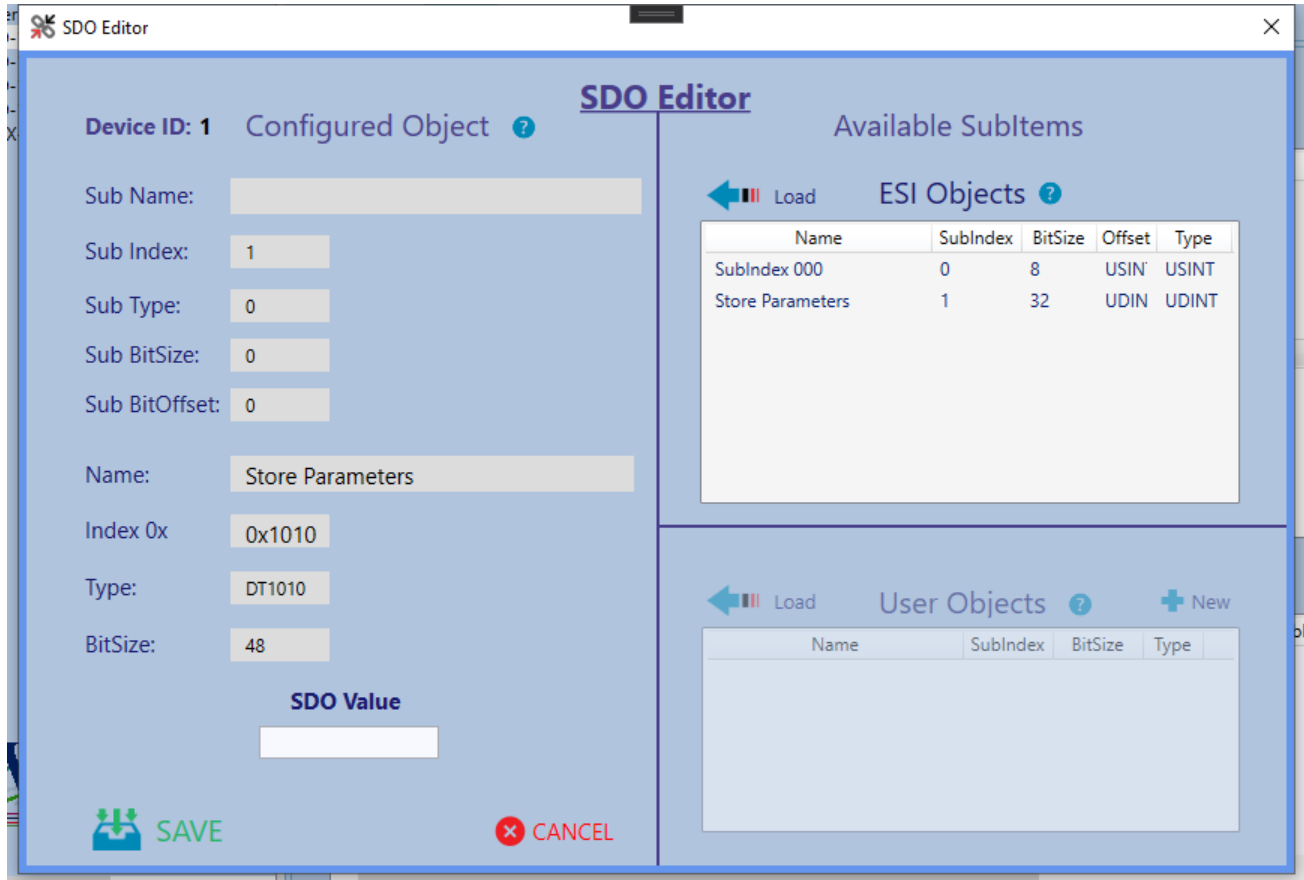 SDO Editor
SDO Editor
Device ID: 1 Configured Object ?
Sub Name:
Sub Index: 1
Sub Type: 0
Sub BitSize: 0
Sub BitOffset: 0
Name: Store Parameters
Index 0x 0x1010
Type: DT1010
BitSize: 48
SDO Value
SAVE
CANCEL
Available SubItems
Load ESI Objects ?
Name SubIndex BitSize Offset Type
SubIndex 000 0 8 USIN USINT
Store Parameters 1 32 UDIN UDINT
Load User Objects ? New
Name SubIndex BitSize Type